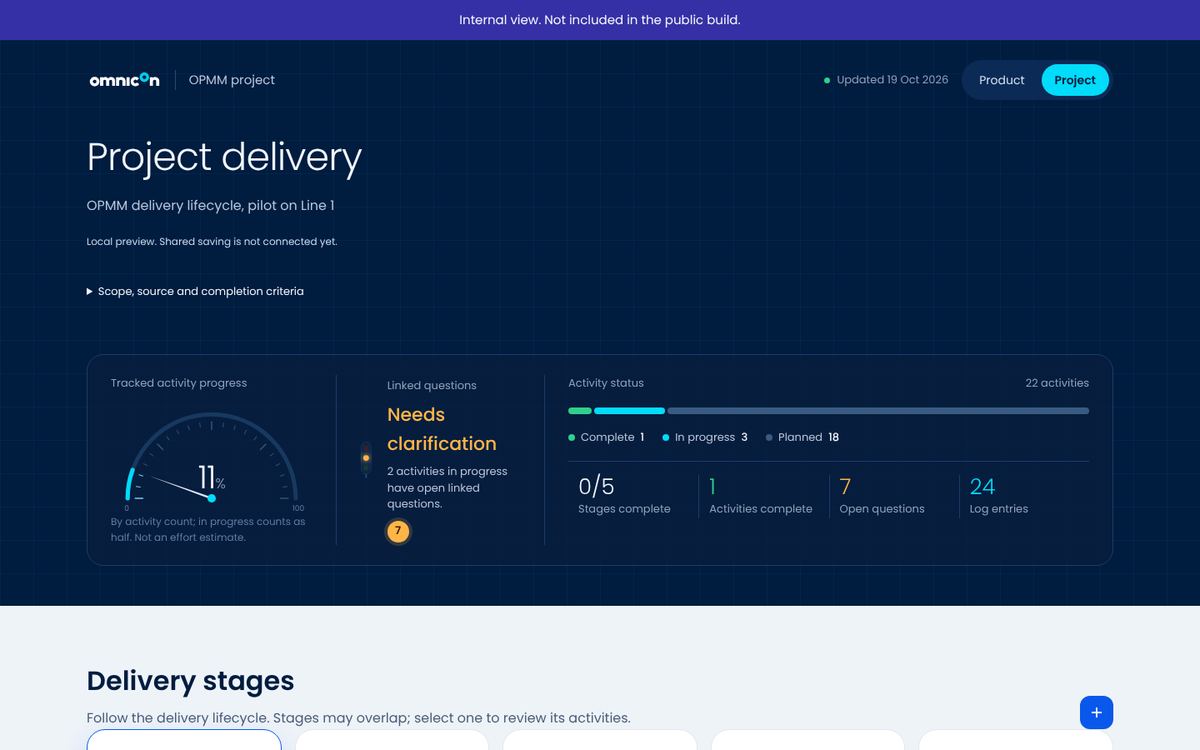 Internal view. Not included in the public build.
omnicon
OPMM project
Updated 19 Oct 2026
Product
Project
Project delivery
OPMM delivery lifecycle, pilot on Line 1
Local preview. Shared saving is not connected yet.
Scope, source and completion criteria
Tracked activity progress
11%
0
100
By activity count; in progress counts as
half. Not an effort estimate.
Linked questions
Needs
clarification
2 activities in progress
have open linked
questions.
7
Activity status
22 activities
Complete 1
In progress 3
Planned 18
0/5
Stages complete
1
Activities complete
7
Open questions
24
Log entries
Delivery stages
Follow the delivery lifecycle. Stages may overlap; select one to review its activities.
+